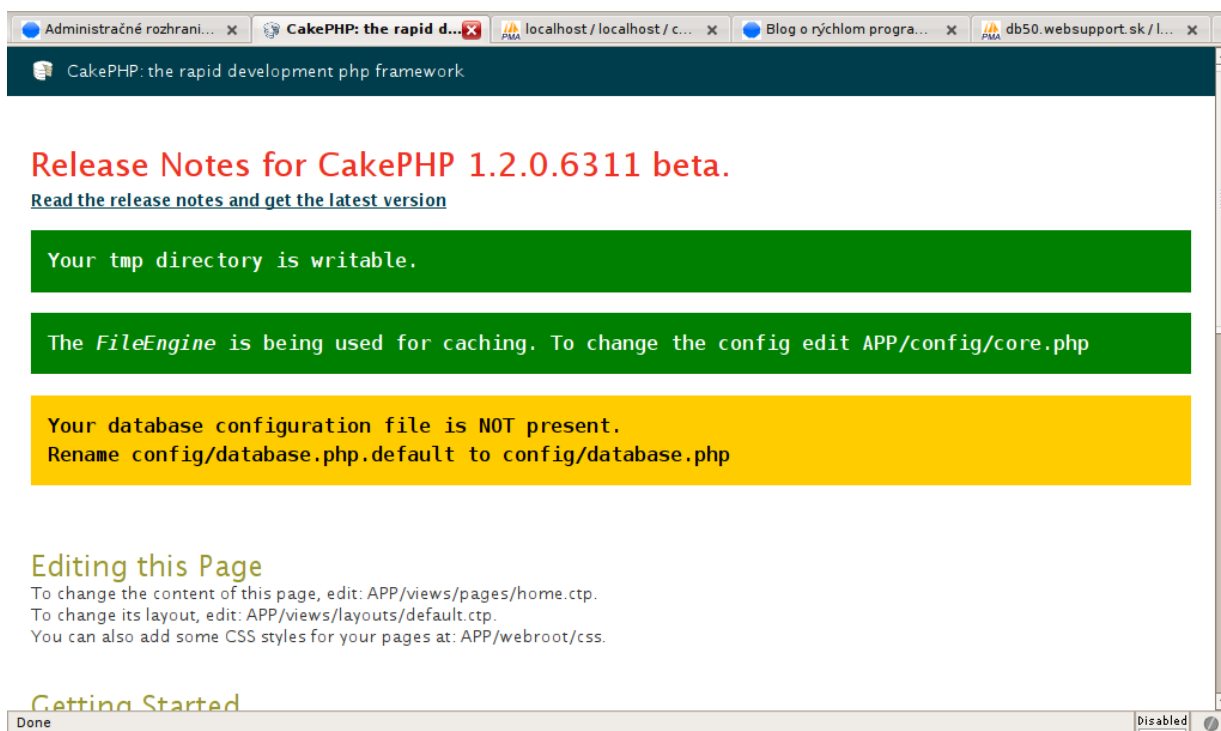 Administračné rozhrani...
CakePHP: the rapid d...
PMA localhost / localhost / c...
Blog o rýchlom progra...
PMA db50.websupport.sk / l...
CakePHP: the rapid development php framework
Release Notes for CakePHP 1.2.0.6311 beta.
Read the release notes and get the latest version
Your tmp directory is writable.
The FileEngine is being used for caching. To change the config edit APP/config/core.php
Your database configuration file is NOT present.
Rename config/database.php.default to config/database.php
Editing this Page
To change the content of this page, edit: APP/views/pages/home.ctp.
To change its layout, edit: APP/views/layouts/default.ctp.
You can also add some CSS styles for your pages at: APP/webroot/css.
Getting Started
Done
Disabled